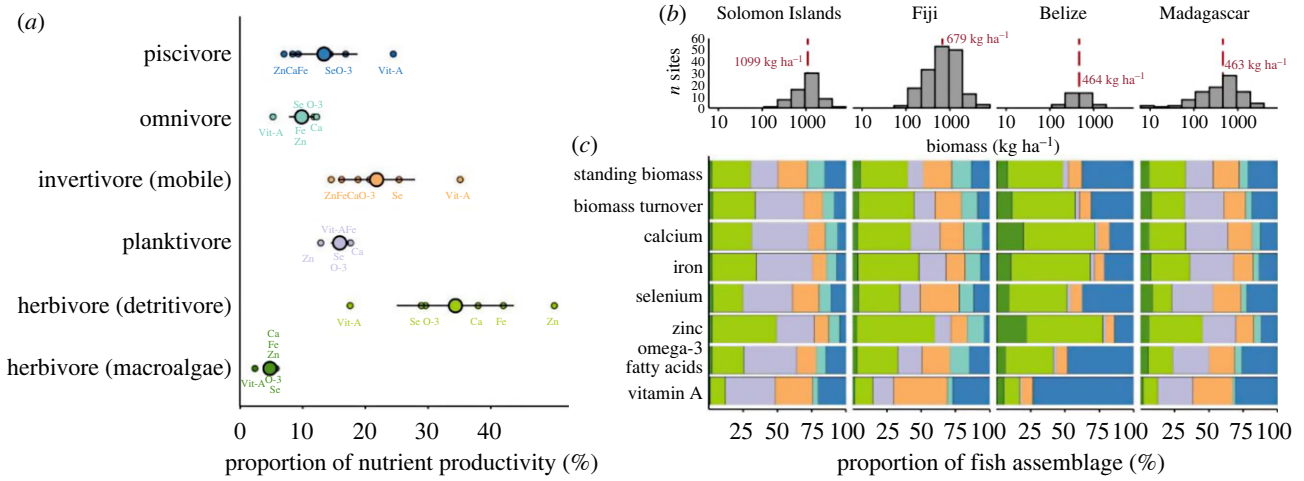 (a)
piscivore
ZnCaFe SeO-3 Vit-A
omnivore
Se O-3
Vit-A Fe Ca
Zn
invertivore (mobile)
ZnFeCaO-3 Se Vit-A
planktivore
Vit-AFe
Zn Se Ca
O-3
herbivore (detritivore)
Vit-A Se O-3 Ca Fe Zn
Ca
Fe
Zn
herbivore (macroalgae)
Vit-A O-3
Se
0 10 20 30 40
proportion of nutrient productivity (%)
(b)
Solomon Islands Fiji Belize Madagascar
n sites
60
50
40
30
20
10
0
1099 kg ha⁻¹ 679 kg ha⁻¹ 464 kg ha⁻¹ 463 kg ha⁻¹
10 100 1000 10 100 1000 10 100 1000 10 100 1000
biomass (kg ha⁻¹)
(c)
standing biomass
biomass turnover
calcium
iron
selenium
zinc
omega-3
fatty acids
vitamin A
25 50 75 100 25 50 75 100 25 50 75 100 25 50 75 100
proportion of fish assemblage (%)